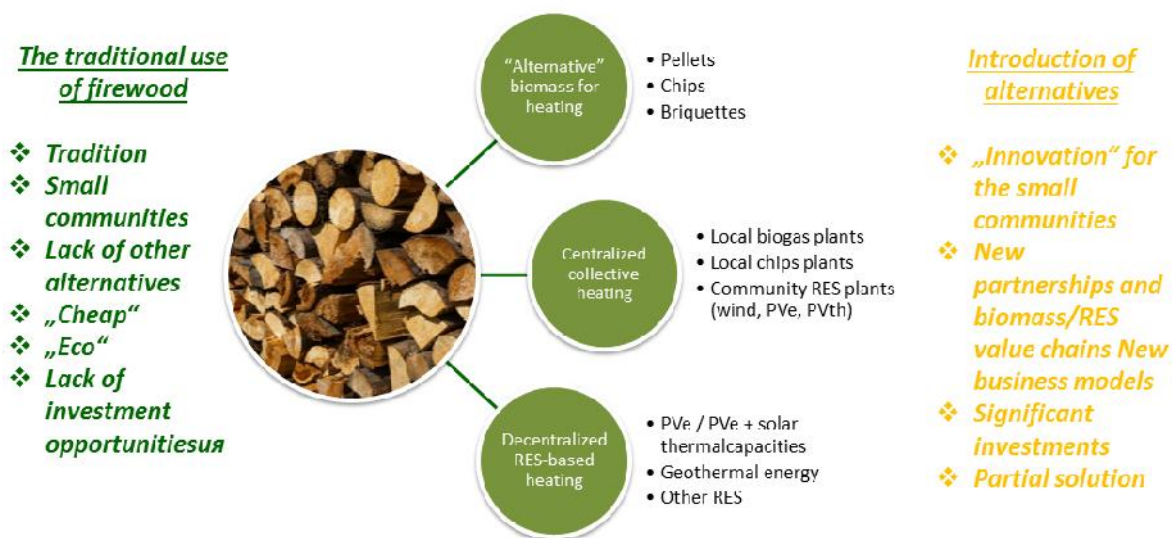 The traditional use
of firewood
❖ Tradition
❖ Small
communities
❖ Lack of other
alternatives
❖ „Cheap“
❖ „Eco“
❖ Lack of
investment
opportunitiesия
“Alternative”
biomass for
heating
• Pellets
• Chips
• Briquettes
Centralized
collective
heating
• Local biogas plants
• Local chips plants
• Community RES plants
(wind, PVe, PVth)
Decentralized
RES-based
heating
• PVe / PVe + solar
thermalcapacities
• Geothermal energy
• Other RES
Introduction of
alternatives
❖ „Innovation“ for
the small
communities
❖ New
partnerships and
biomass/RES
value chains New
business models
❖ Significant
investments
❖ Partial solution